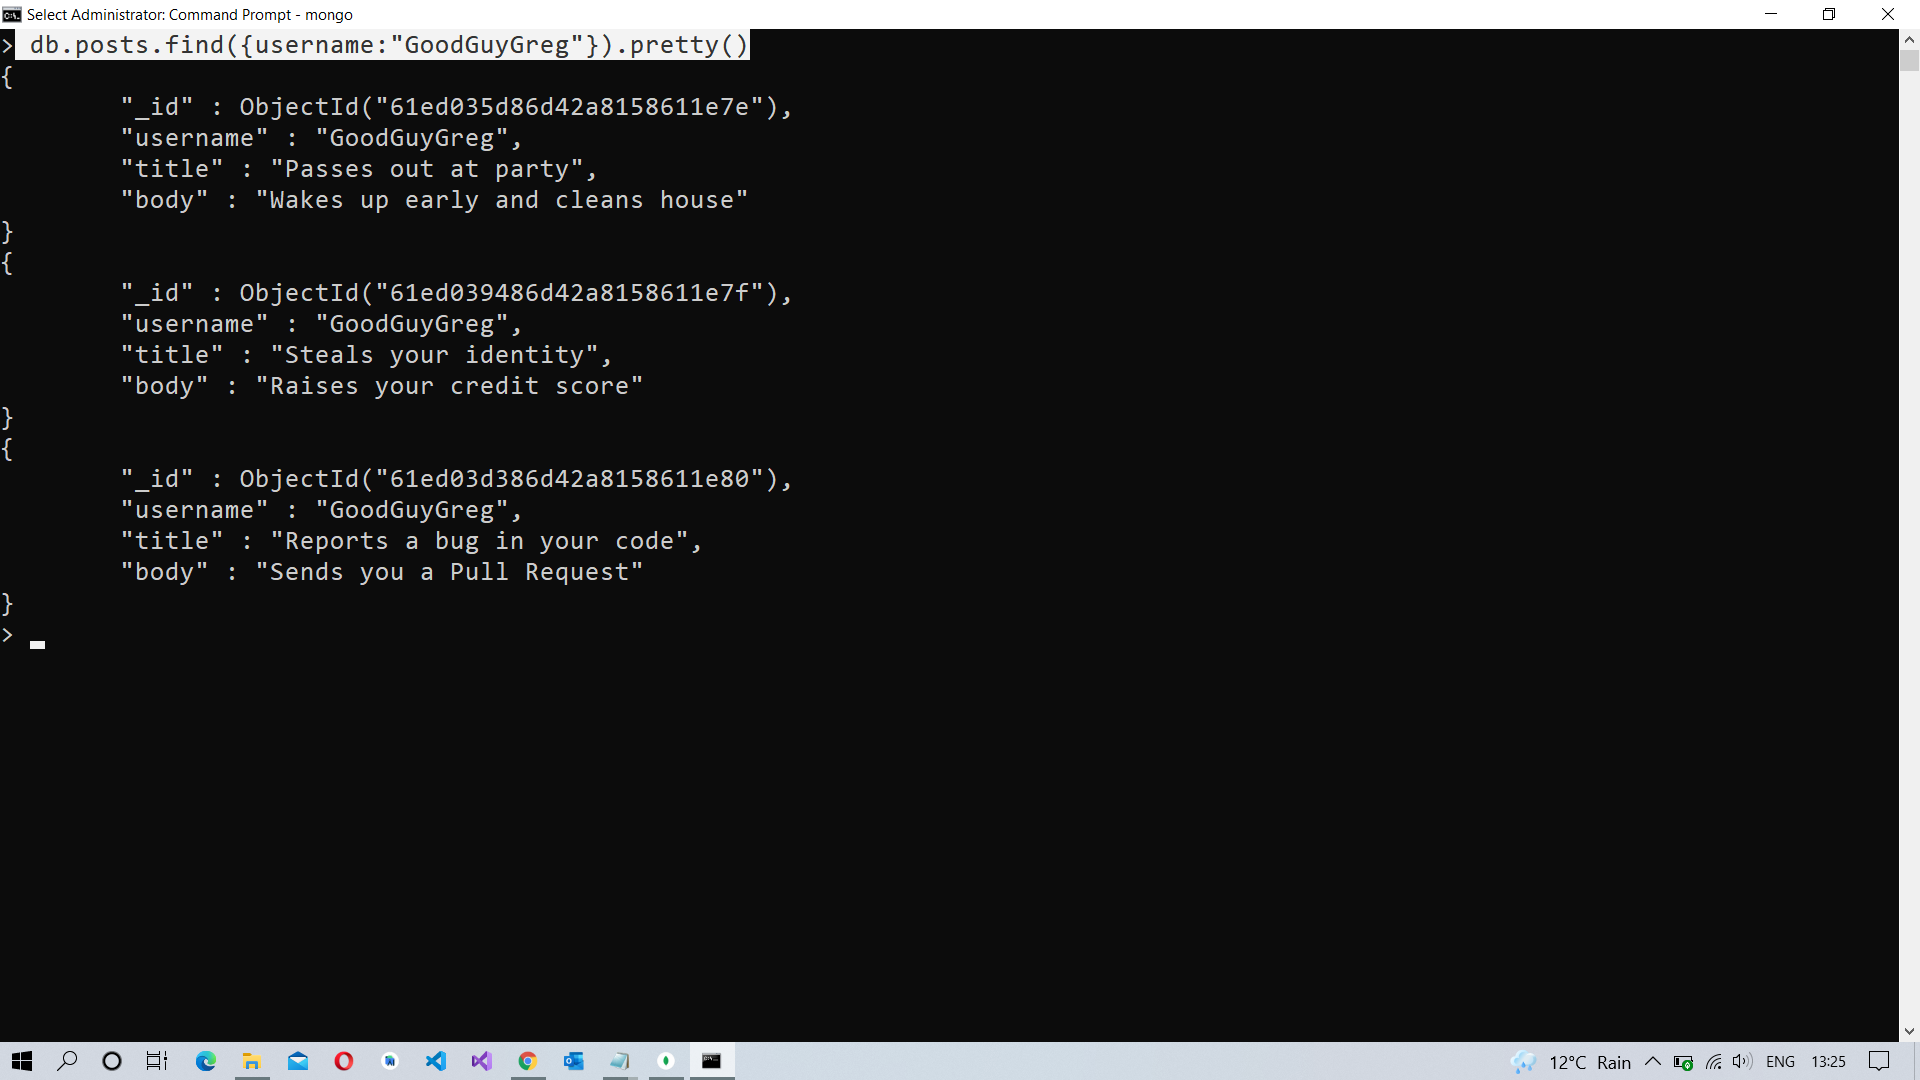 Select Administrator: Command Prompt - mongo
> db.posts.find({username:"GoodGuyGreg"}).pretty()
{
"_id" : ObjectId("61ed035d86d42a8158611e7e"),
"username" : "GoodGuyGreg",
"title" : "Passes out at party",
"body" : "Wakes up early and cleans house"
}
{
"_id" : ObjectId("61ed039486d42a8158611e7f"),
"username" : "GoodGuyGreg",
"title" : "Steals your identity",
"body" : "Raises your credit score"
}
{
"_id" : ObjectId("61ed03d386d42a8158611e80"),
"username" : "GoodGuyGreg",
"title" : "Reports a bug in your code",
"body" : "Sends you a Pull Request"
}
> _
12°C Rain ENG 13:25